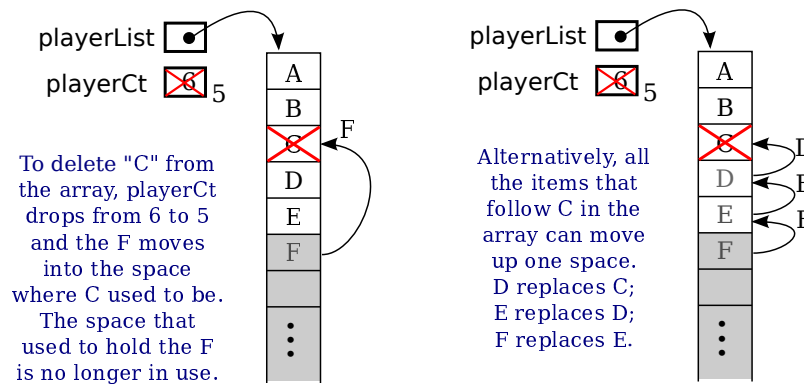 playerList
playerCt
6
5
A
B
C
D
E
F
F
To delete "C" from
the array, playerCt
drops from 6 to 5
and the F moves
into the space
where C used to be.
The space that
used to hold the F
is no longer in use.
playerList
playerCt
6
5
A
B
C
D
E
F
D
Alternatively, all
the items that
follow C in the
array can move
up one space.
D replaces C;
E replaces D;
F replaces E.